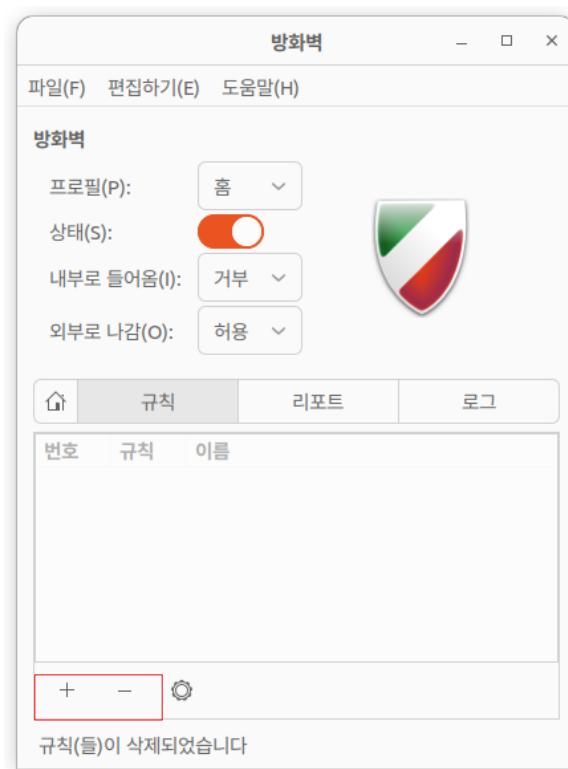 방화벽
파일(F) 편집하기(E) 도움말(H)
방화벽
프로필(P): 홈
상태(S):
내부로 들어옴(I): 거부
외부로 나감(O): 허용
규칙 리포트 로그
번호 규칙 이름
규칙(들)이 삭제되었습니다